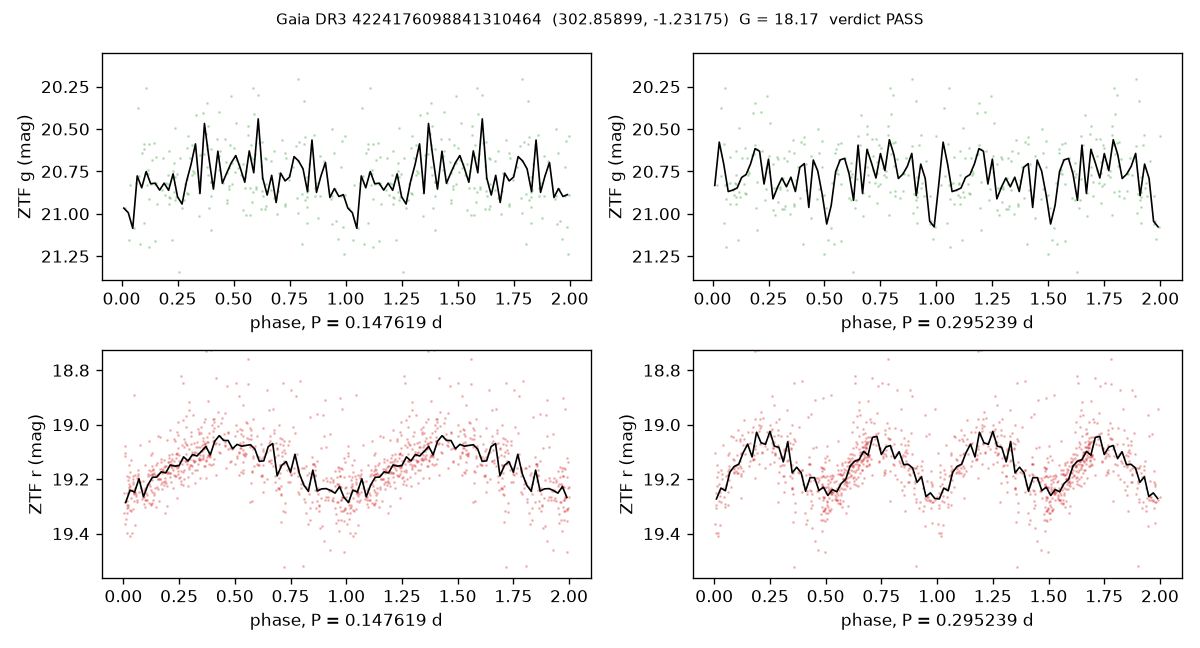 Gaia DR3 4224176098841310464 (302.85899, -1.23175) G = 18.17 verdict PASS
ZTF g (mag)
20.25
20.50
20.75
21.00
21.25
0.00 0.25 0.50 0.75 1.00 1.25 1.50 1.75 2.00
phase, P = 0.147619 d
ZTF g (mag)
20.25
20.50
20.75
21.00
21.25
0.00 0.25 0.50 0.75 1.00 1.25 1.50 1.75 2.00
phase, P = 0.295239 d
ZTF r (mag)
18.8
19.0
19.2
19.4
0.00 0.25 0.50 0.75 1.00 1.25 1.50 1.75 2.00
phase, P = 0.147619 d
ZTF r (mag)
18.8
19.0
19.2
19.4
0.00 0.25 0.50 0.75 1.00 1.25 1.50 1.75 2.00
phase, P = 0.295239 d